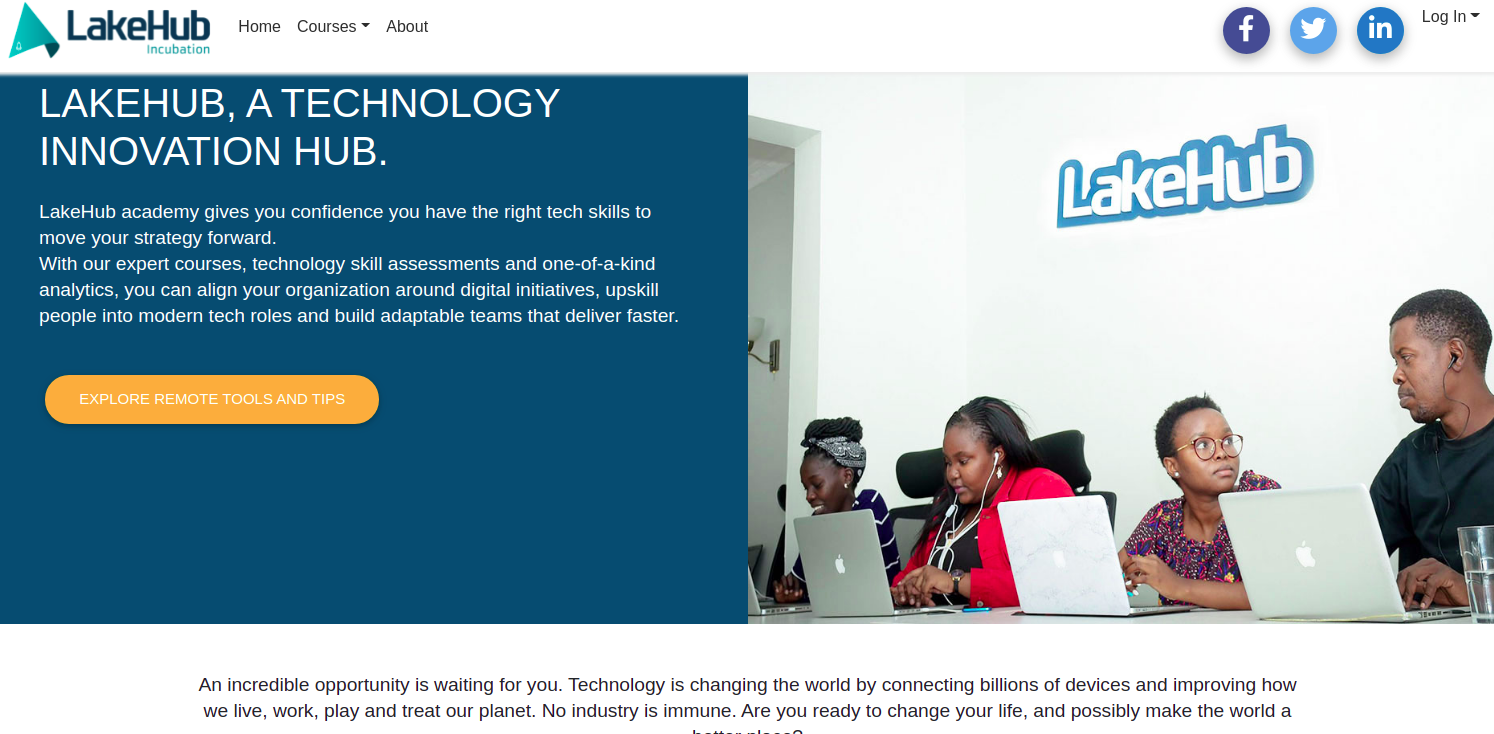 LakeHub
Incubation
Home Courses About
Log In
LAKEHUB, A TECHNOLOGY
INNOVATION HUB.
LakeHub academy gives you confidence you have the right tech skills to
move your strategy forward.
With our expert courses, technology skill assessments and one-of-a-kind
analytics, you can align your organization around digital initiatives, upskill
people into modern tech roles and build adaptable teams that deliver faster.
EXPLORE REMOTE TOOLS AND TIPS
LakeHub
An incredible opportunity is waiting for you. Technology is changing the world by connecting billions of devices and improving how
we live, work, play and treat our planet. No industry is immune. Are you ready to change your life, and possibly make the world a